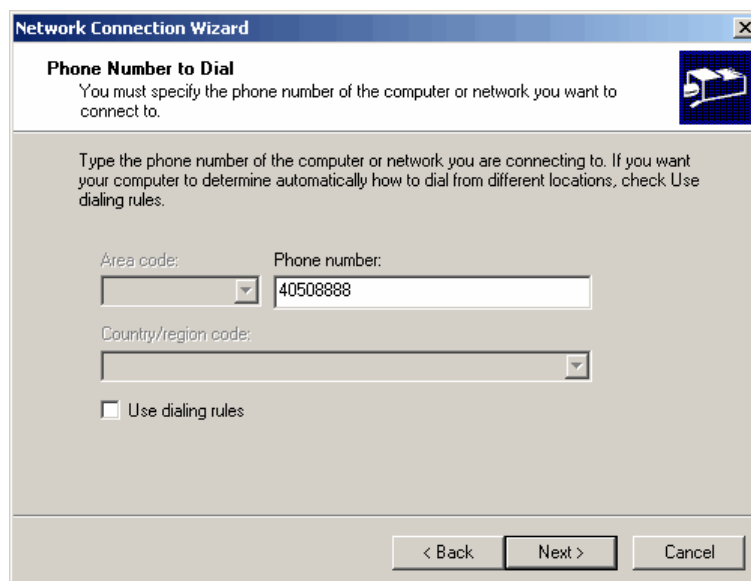 Network Connection Wizard
Phone Number to Dial
You must specify the phone number of the computer or network you want to
connect to.
Type the phone number of the computer or network you are connecting to. If you want
your computer to determine automatically how to dial from different locations, check Use
dialing rules.
Area code: Phone number:
40508888
Country/region code:
Use dialing rules
< Back Next > Cancel